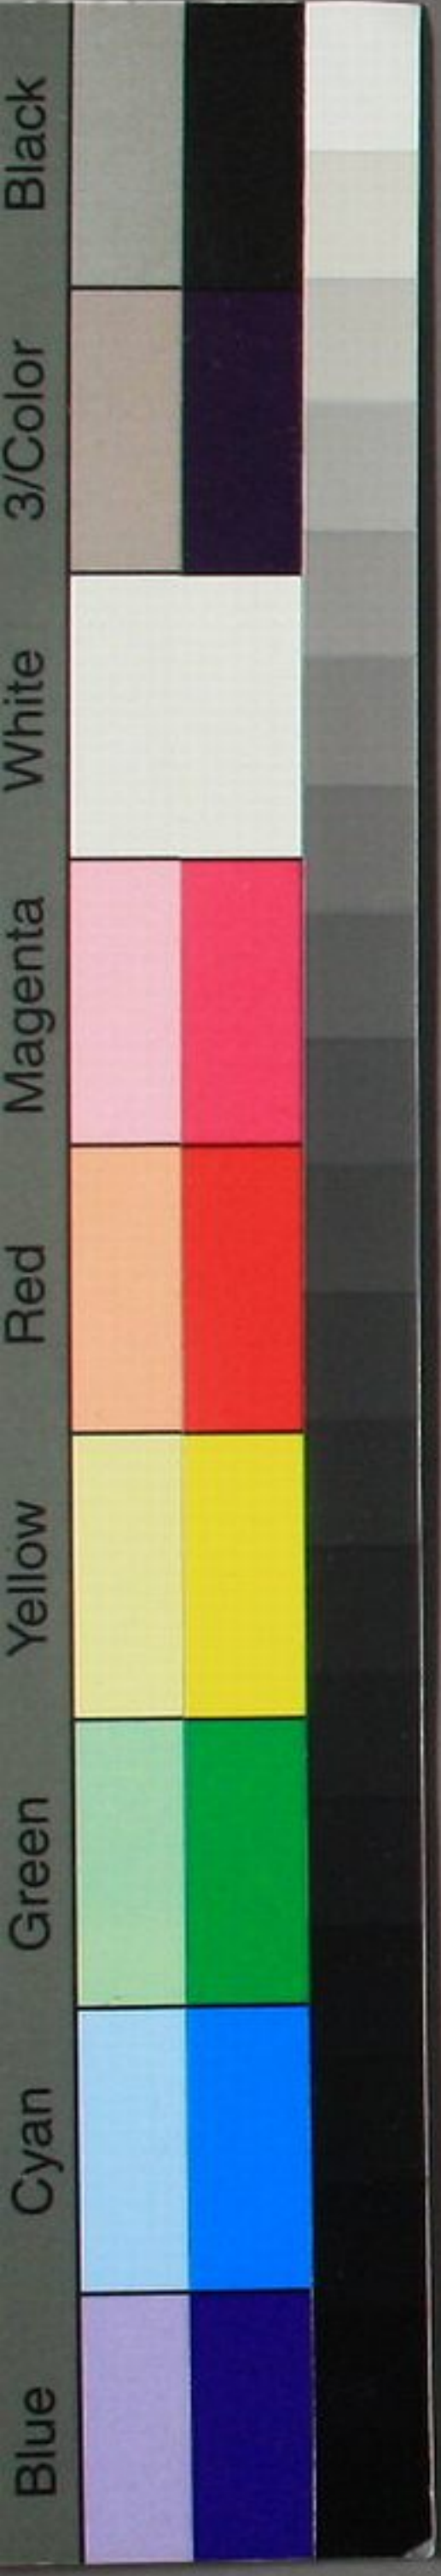 Black
3/Color
White
Magenta
Red
Yellow
Green
Cyan
Blue